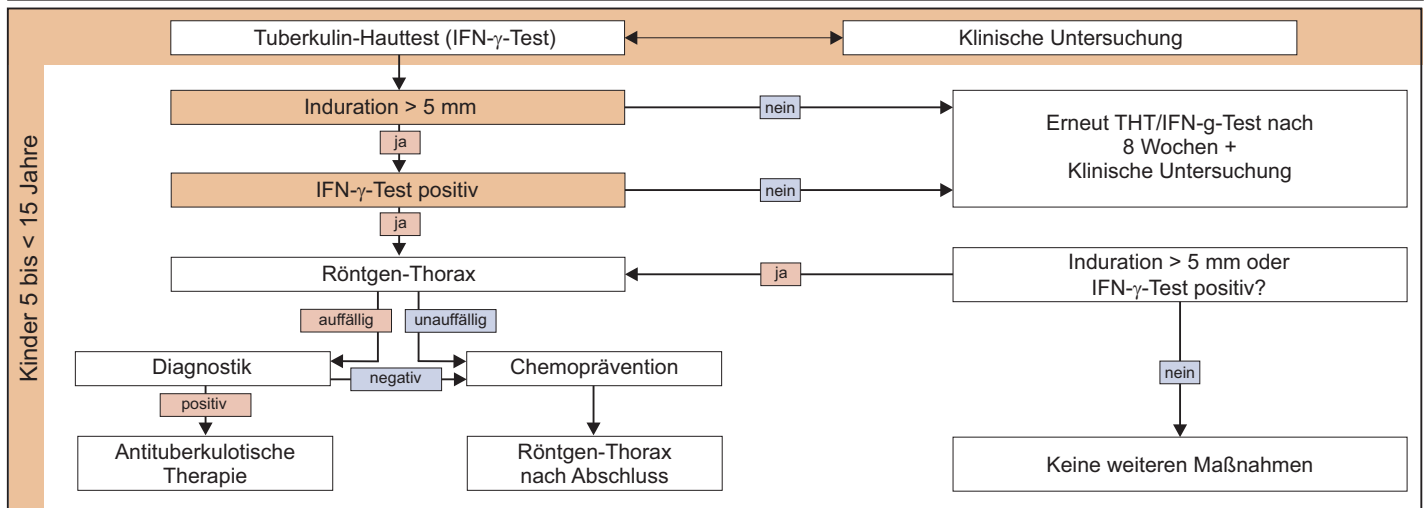 Tuberkulin-Hauttest (IFN-γ-Test)
Klinische Untersuchung
Kinder 5 bis < 15 Jahre
Induration > 5 mm
nein
Erneut THT/IFN-g-Test nach
8 Wochen +
Klinische Untersuchung
ja
IFN-γ-Test positiv
nein
ja
Röntgen-Thorax
ja
Induration > 5 mm oder
IFN-γ-Test positiv?
auffällig
unauffällig
Diagnostik
negativ
Chemoprävention
nein
positiv
Antituberkulotische
Therapie
Röntgen-Thorax
nach Abschluss
Keine weiteren Maßnahmen